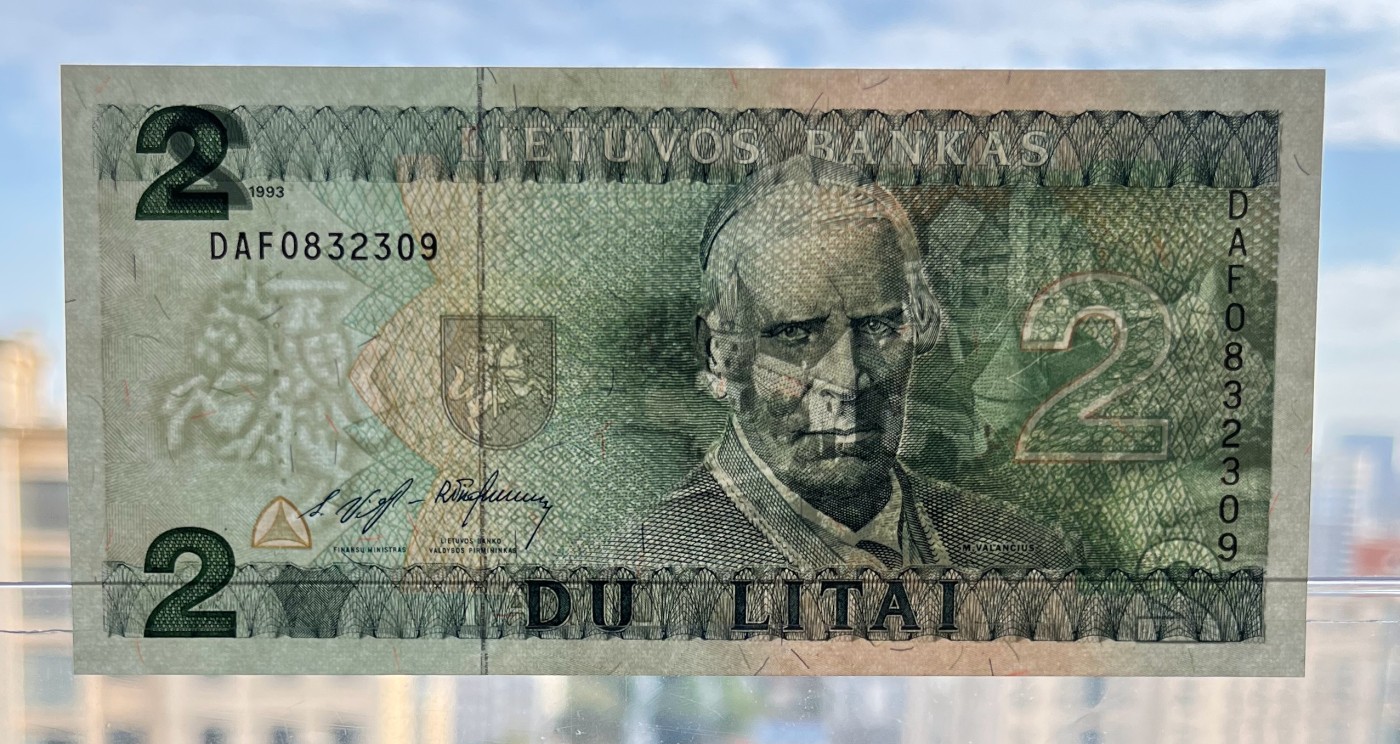 LIETUVOS BANKAS
2
1993
DAF0832309
DAF0832309
2
FINANSŲ MINISTRAS
LIETUVOS BANKO
VALDYBOS PIRMININKAS
M. VALANČIUS
2
DU LITAI